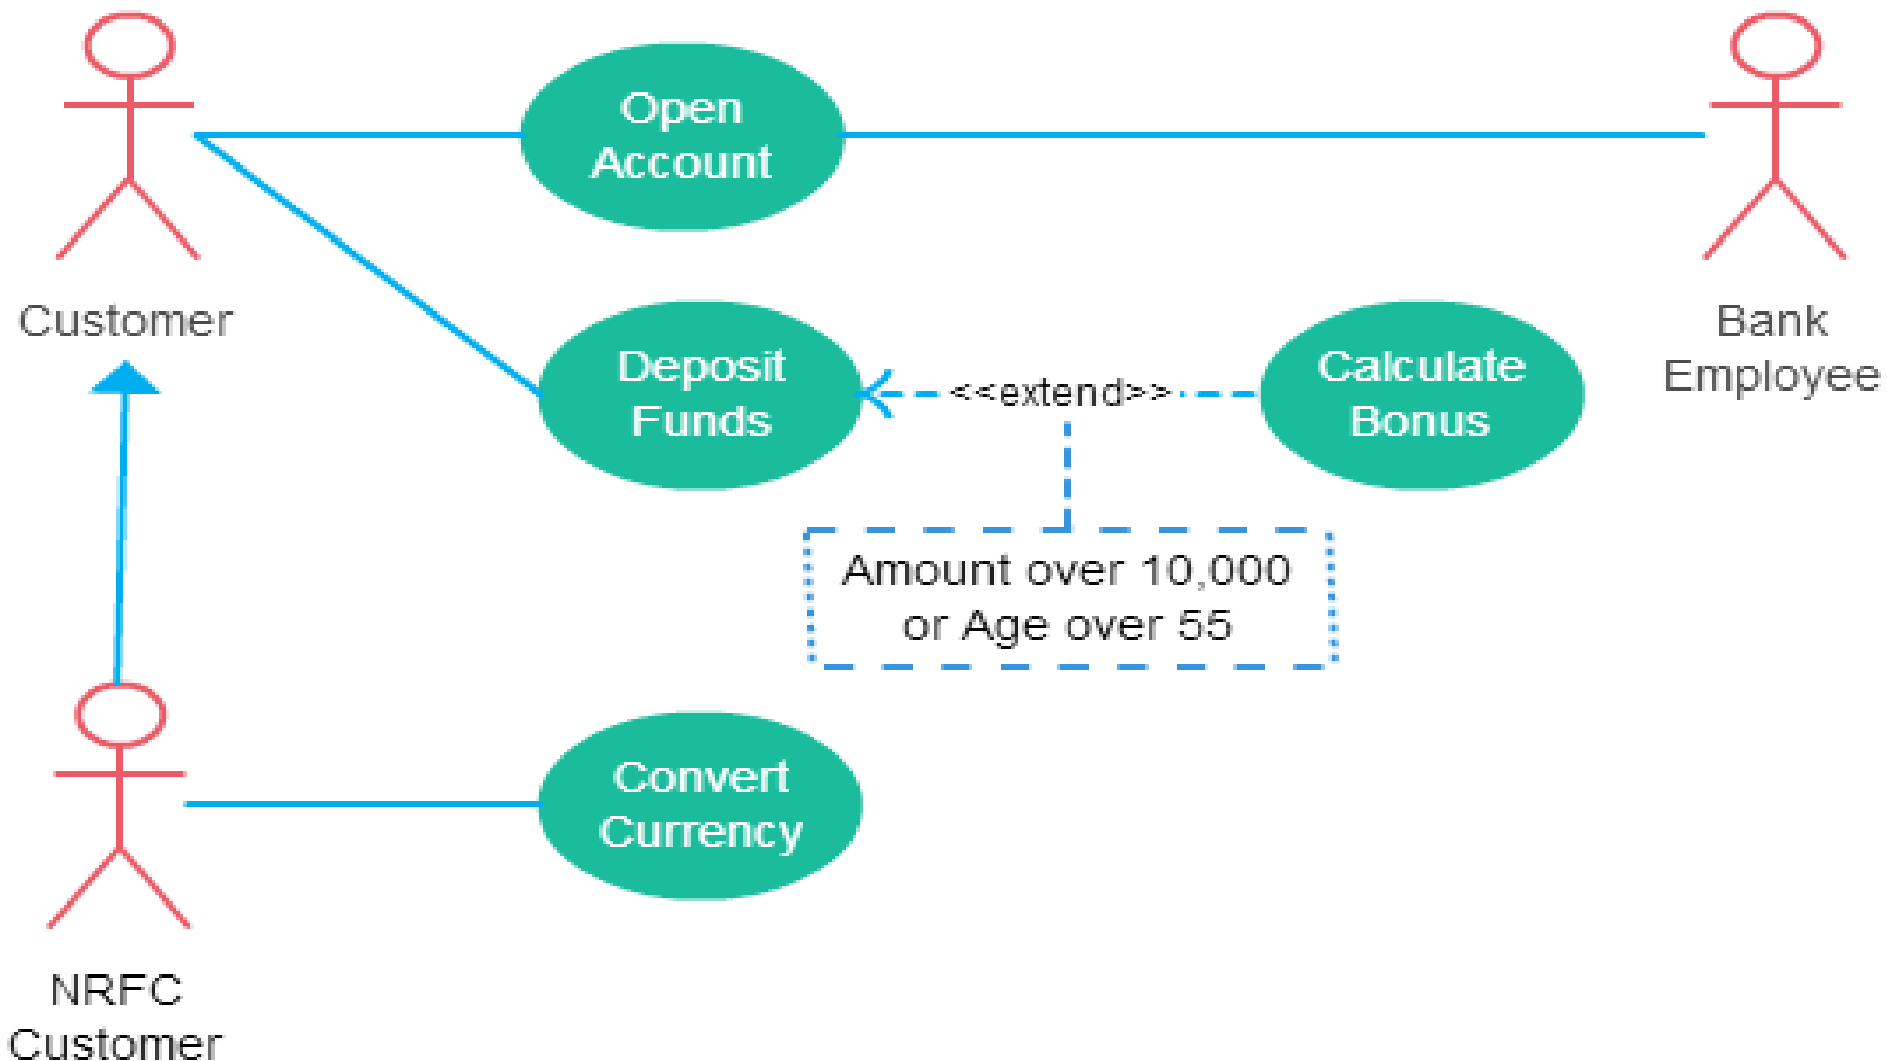 Open
Account
Customer
Bank
Employee
Deposit
Funds
<<extend>>
Calculate
Bonus
Amount over 10,000
or Age over 55
Convert
Currency
NRFC
Customer